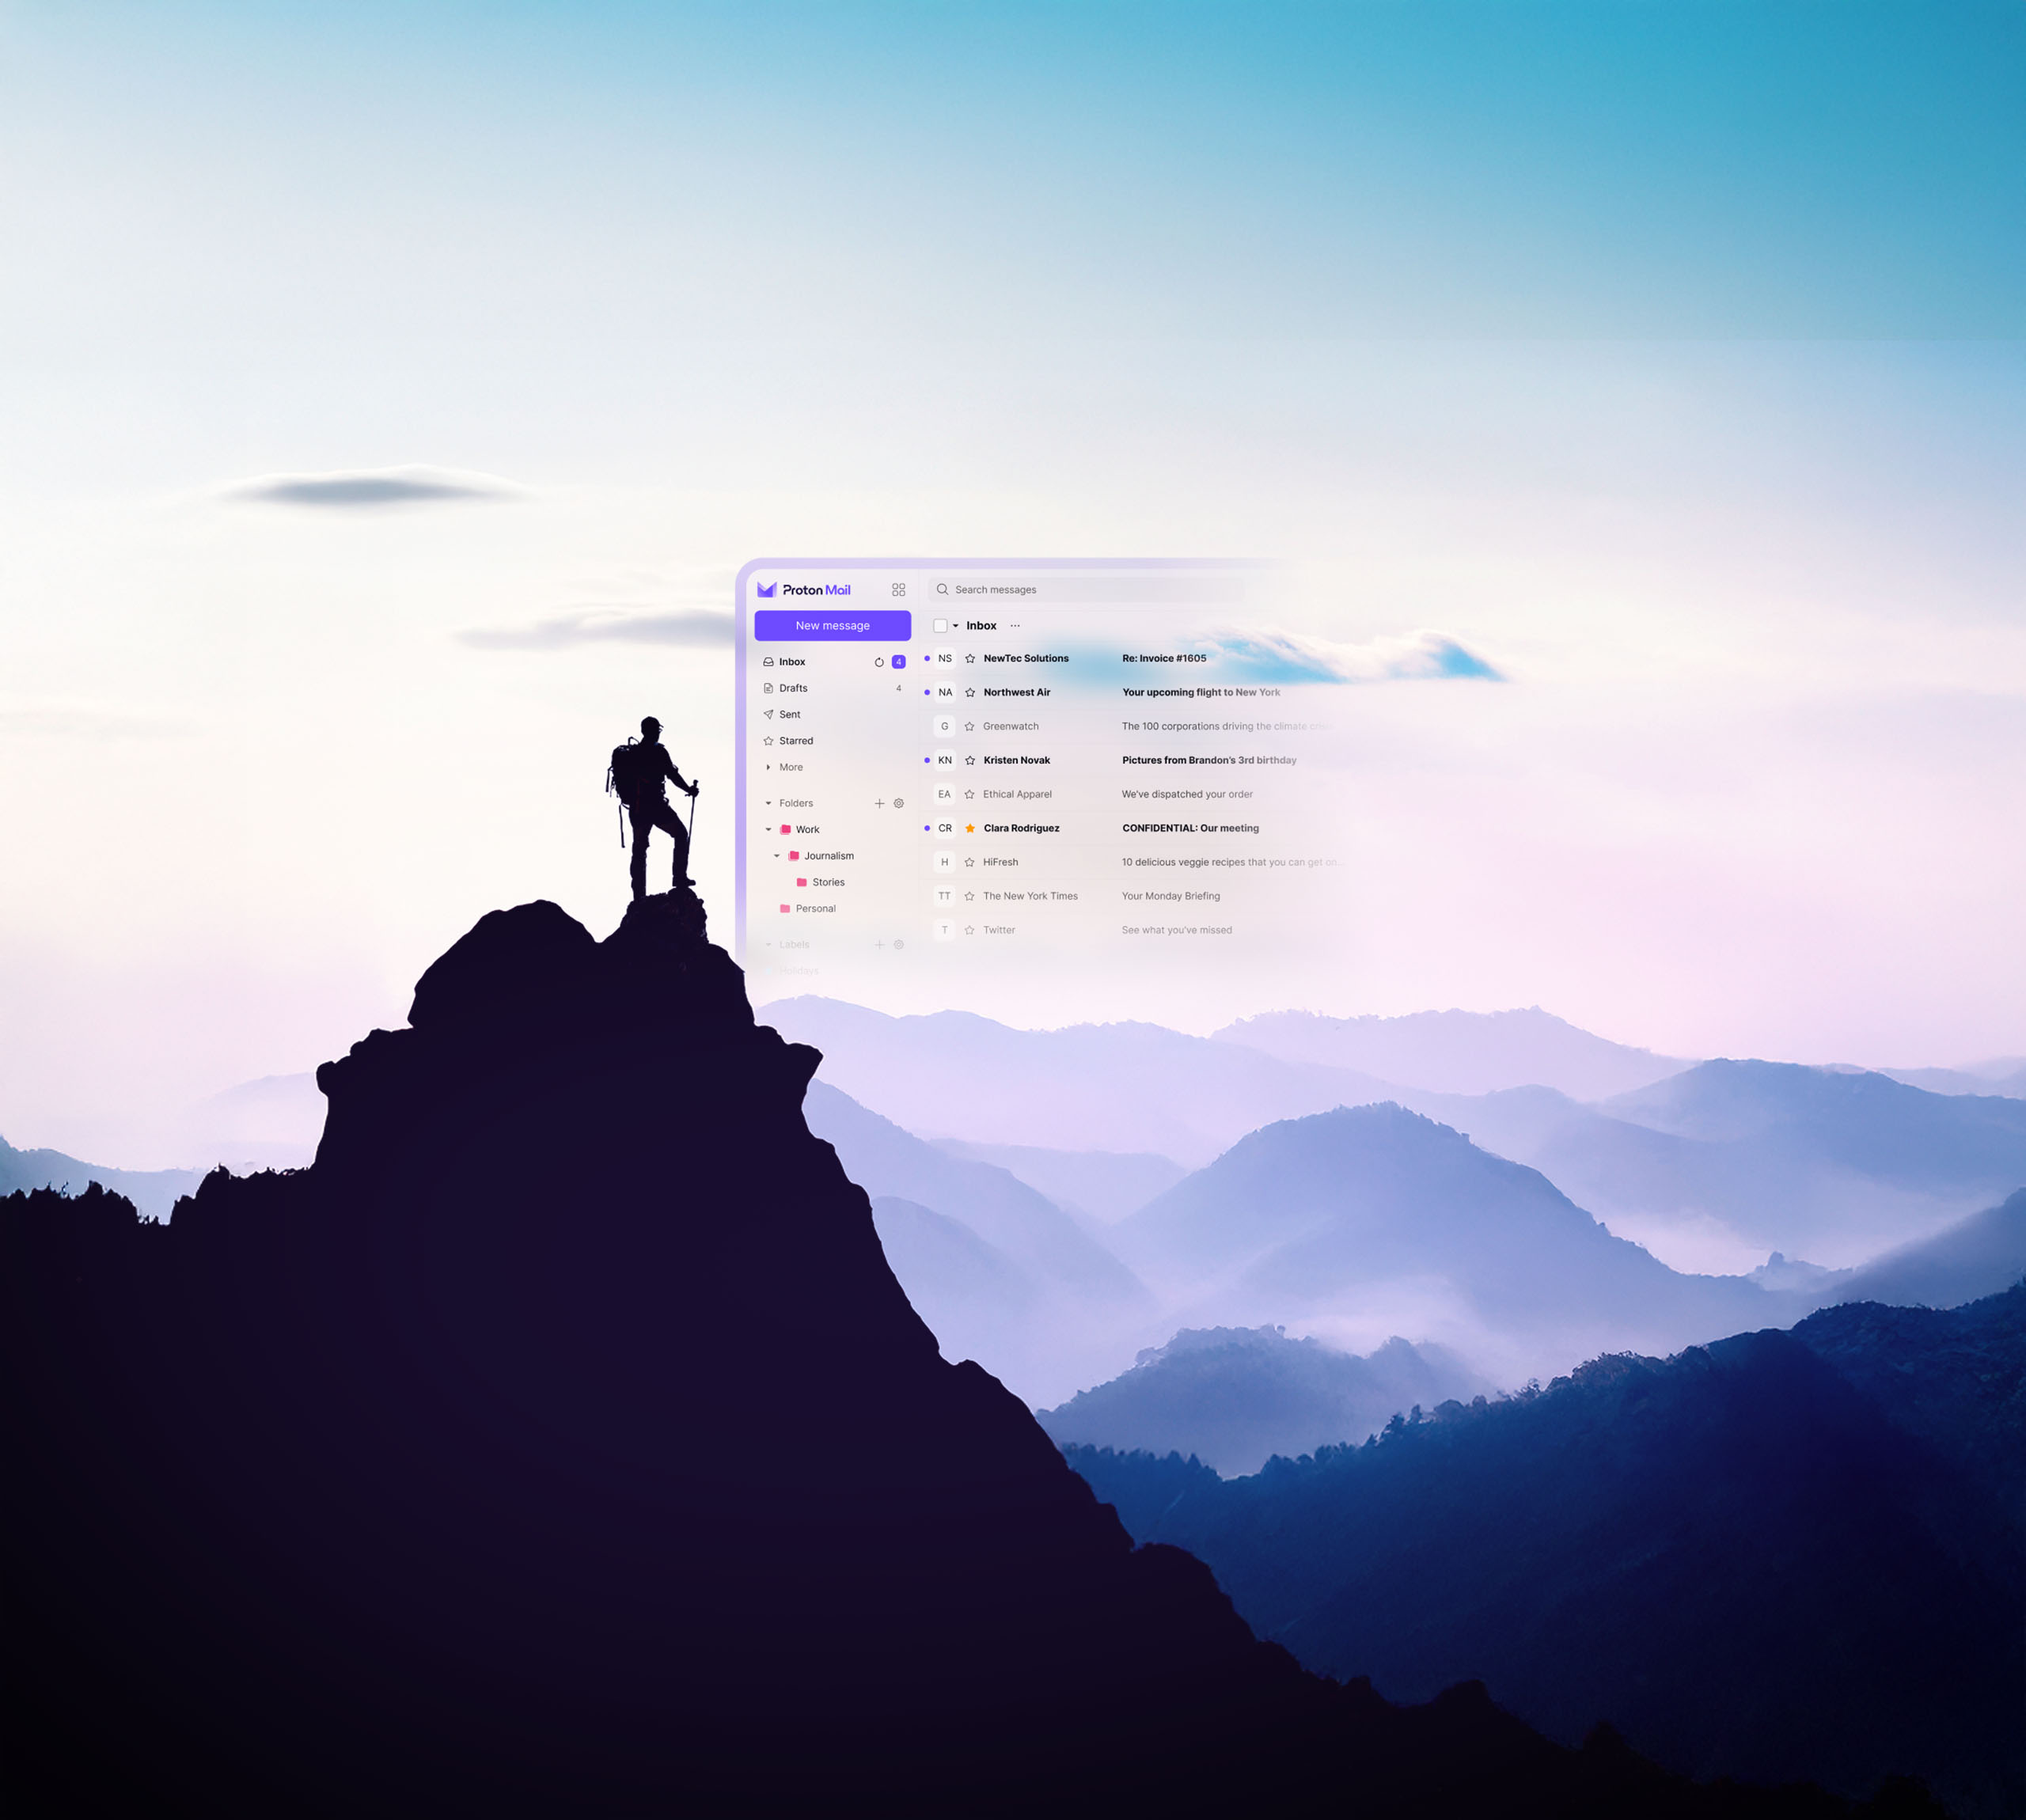 Proton Mail
New message
Inbox 4
Drafts 4
Sent
Starred
More
Folders
Work
Journalism
Stories
Personal
Labels
Holidays
Search messages
Inbox ...
NS NewTec Solutions Re: Invoice #1605
NA Northwest Air Your upcoming flight to New York
G Greenwatch The 100 corporations driving the climate crisis
KN Kristen Novak Pictures from Brandon's 3rd birthday
EA Ethical Apparel We've dispatched your order
CR Clara Rodriguez CONFIDENTIAL: Our meeting
H HiFresh 10 delicious veggie recipes that you can get on...
TT The New York Times Your Monday Briefing
T Twitter See what you've missed